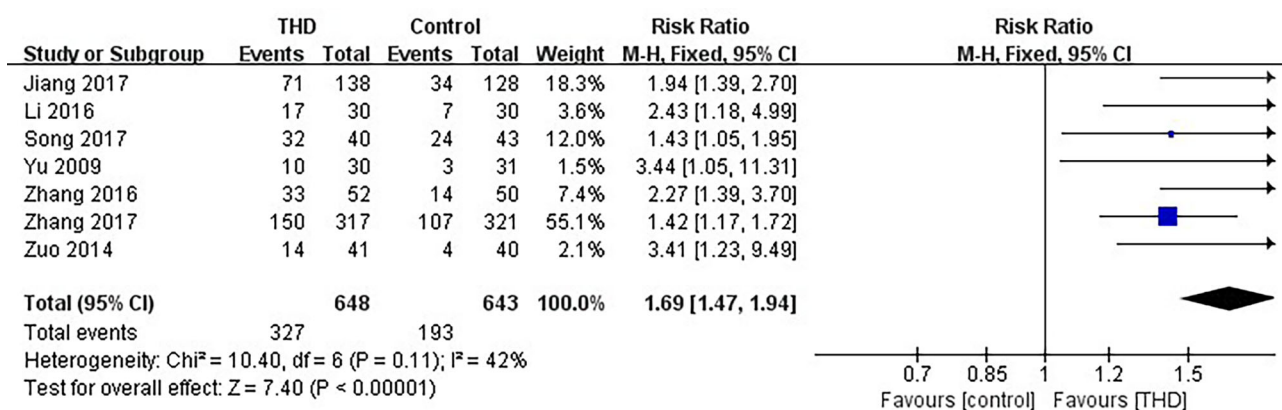 THD Control Risk Ratio Risk Ratio
Study or Subgroup Events Total Events Total Weight M-H, Fixed, 95% CI M-H, Fixed, 95% CI
Jiang 2017 71 138 34 128 18.3% 1.94 [1.39, 2.70]
Li 2016 17 30 7 30 3.6% 2.43 [1.18, 4.99]
Song 2017 32 40 24 43 12.0% 1.43 [1.05, 1.95]
Yu 2009 10 30 3 31 1.5% 3.44 [1.05, 11.31]
Zhang 2016 33 52 14 50 7.4% 2.27 [1.39, 3.70]
Zhang 2017 150 317 107 321 55.1% 1.42 [1.17, 1.72]
Zuo 2014 14 41 4 40 2.1% 3.41 [1.23, 9.49]
Total (95% CI) 648 643 100.0% 1.69 [1.47, 1.94]
Total events 327 193
Heterogeneity: Chi² = 10.40, df = 6 (P = 0.11); I² = 42%
Test for overall effect: Z = 7.40 (P < 0.00001)
0.7 0.85 1 1.2 1.5
Favours [control] Favours [THD]